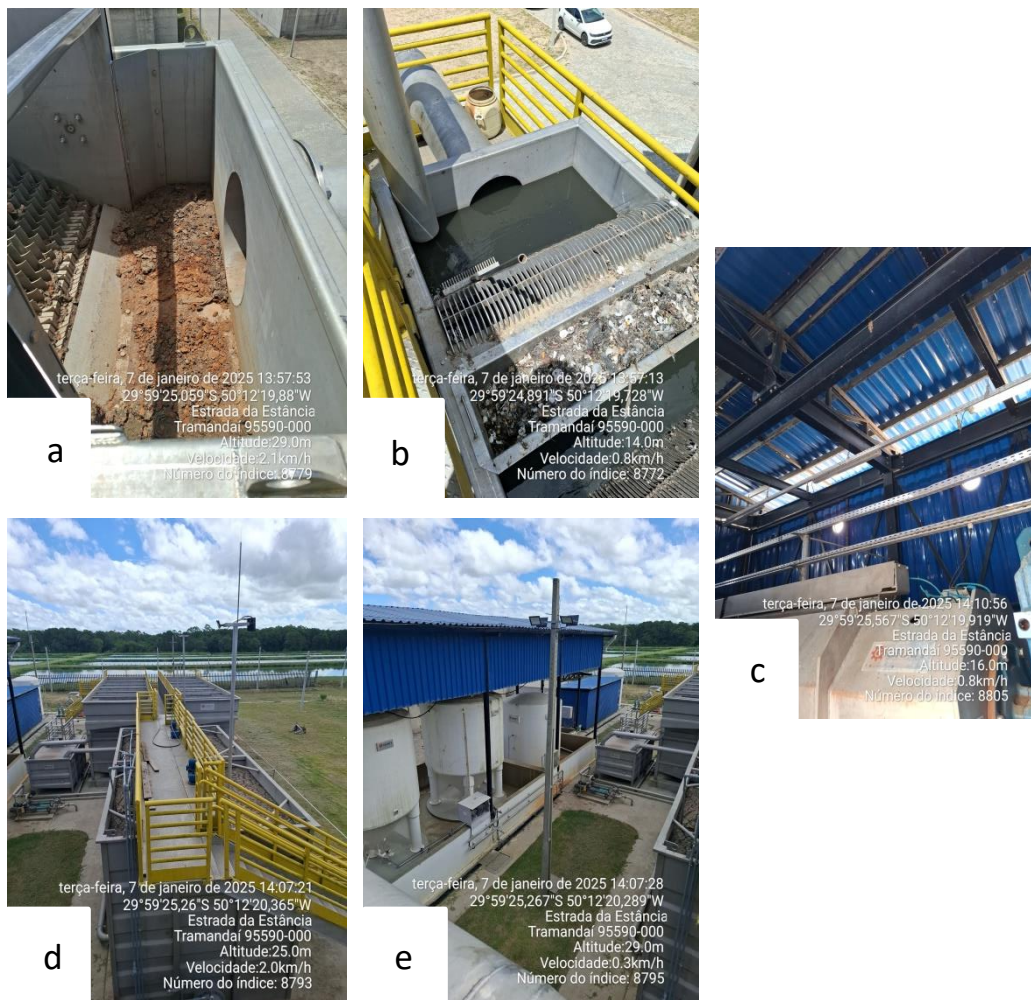 terça-feira, 7 de janeiro de 2025 13:57:53
29°59'25,059"S 50°12'19,88"W
Estrada da Estância
Tramandaí 95590-000
Altitude:29.0m
Velocidade:2.1km/h
Número do índice: 8779
a
terça-feira, 7 de janeiro de 2025 13:57:13
29°59'24,891"S 50°12'19,728"W
Estrada da Estância
Tramandaí 95590-000
Altitude:14.0m
Velocidade:0.8km/h
Número do índice: 8772
b
terça-feira, 7 de janeiro de 2025 14:10:56
29°59'25,567"S 50°12'19,919"W
Estrada da Estância
Tramandaí 95590-000
Altitude:16.0m
Velocidade:0.8km/h
Número do índice: 8805
c
terça-feira, 7 de janeiro de 2025 14:07:21
29°59'25,26"S 50°12'20,365"W
Estrada da Estância
Tramandaí 95590-000
Altitude:25.0m
Velocidade:2.0km/h
Número do índice: 8793
d
terça-feira, 7 de janeiro de 2025 14:07:28
29°59'25,267"S 50°12'20,289"W
Estrada da Estância
Tramandaí 95590-000
Altitude:29.0m
Velocidade:0.3km/h
Número do índice: 8795
e